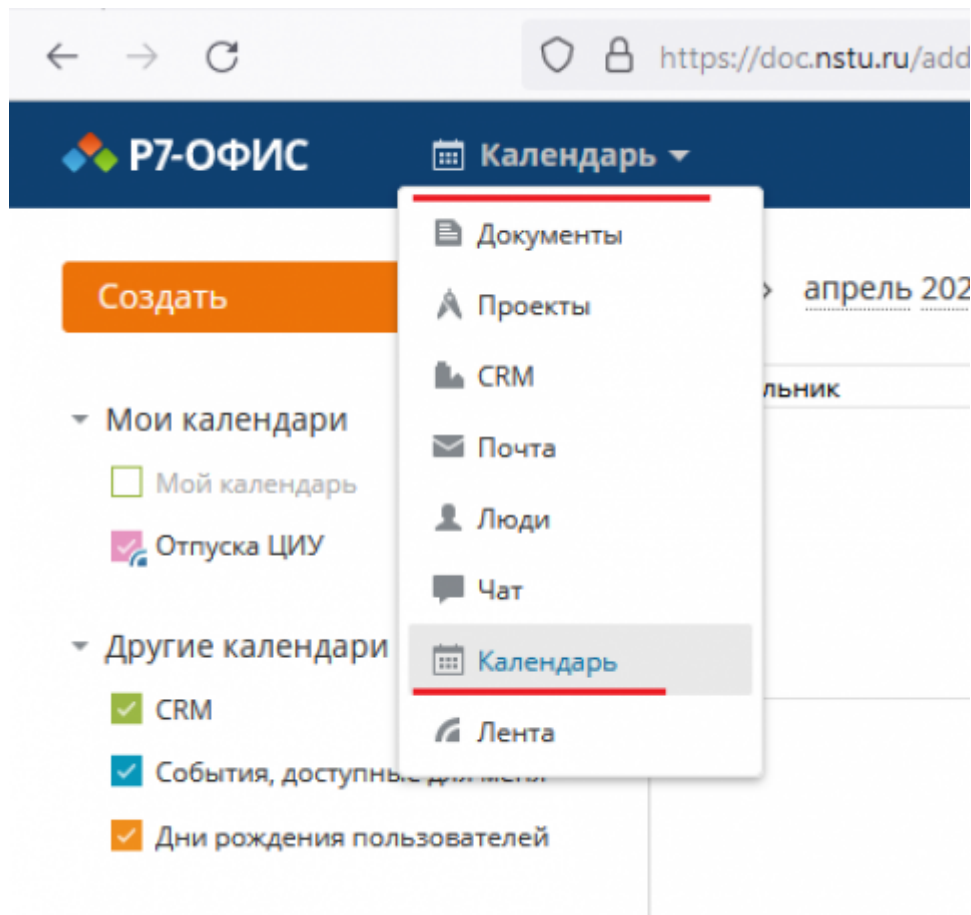 https://doc.nstu.ru/add
Р7-ОФИС Календарь
Документы
Создать
Проекты
апрель 202
CRM
льник
Мои календари
Почта
Мой календарь
Люди
Отпуска ЦИУ
Чат
Другие календари
Календарь
CRM
Лента
События, доступные для меня
Дни рождения пользователей